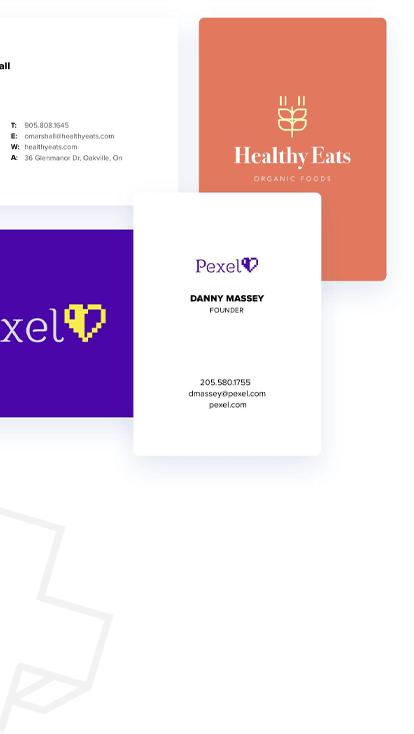 all
T: 905.808.1645
E: omarshall@healthyeats.com
W: healthyeats.com
A: 36 Glenmanor Dr, Oakville, On
Healthy Eats
ORGANIC FOODS
xel
Pexel
DANNY MASSEY
FOUNDER
205.580.1755
dmassey@pexel.com
pexel.com